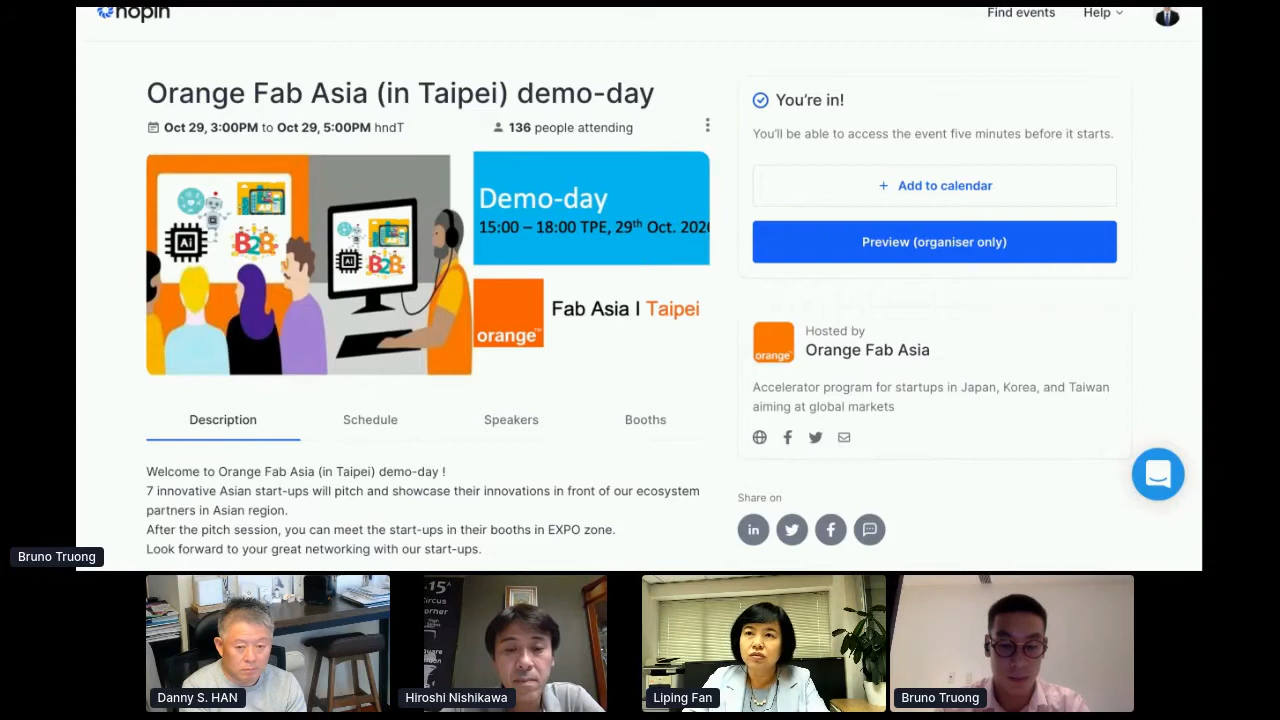 hopin
Find events
Help
Orange Fab Asia (in Taipei) demo-day
Oct 29, 3:00PM to Oct 29, 5:00PM hndT
136 people attending
You're in!
You'll be able to access the event five minutes before it starts.
+ Add to calendar
Preview (organiser only)
Ai
B2B
Ai
B2B
Demo-day
15:00 – 18:00 TPE, 29th Oct. 202
orange™
Fab Asia | Taipei
orange
Hosted by
Orange Fab Asia
Accelerator program for startups in Japan, Korea, and Taiwan
aiming at global markets
Description
Schedule
Speakers
Booths
Welcome to Orange Fab Asia (in Taipei) demo-day !
7 innovative Asian start-ups will pitch and showcase their innovations in front of our ecosystem
partners in Asian region.
After the pitch session, you can meet the start-ups in their booths in EXPO zone.
Look forward to your great networking with our start-ups.
Share on
in
Bruno Truong
Danny S. HAN
15A
Hiroshi Nishikawa
Liping Fan
Bruno Truong